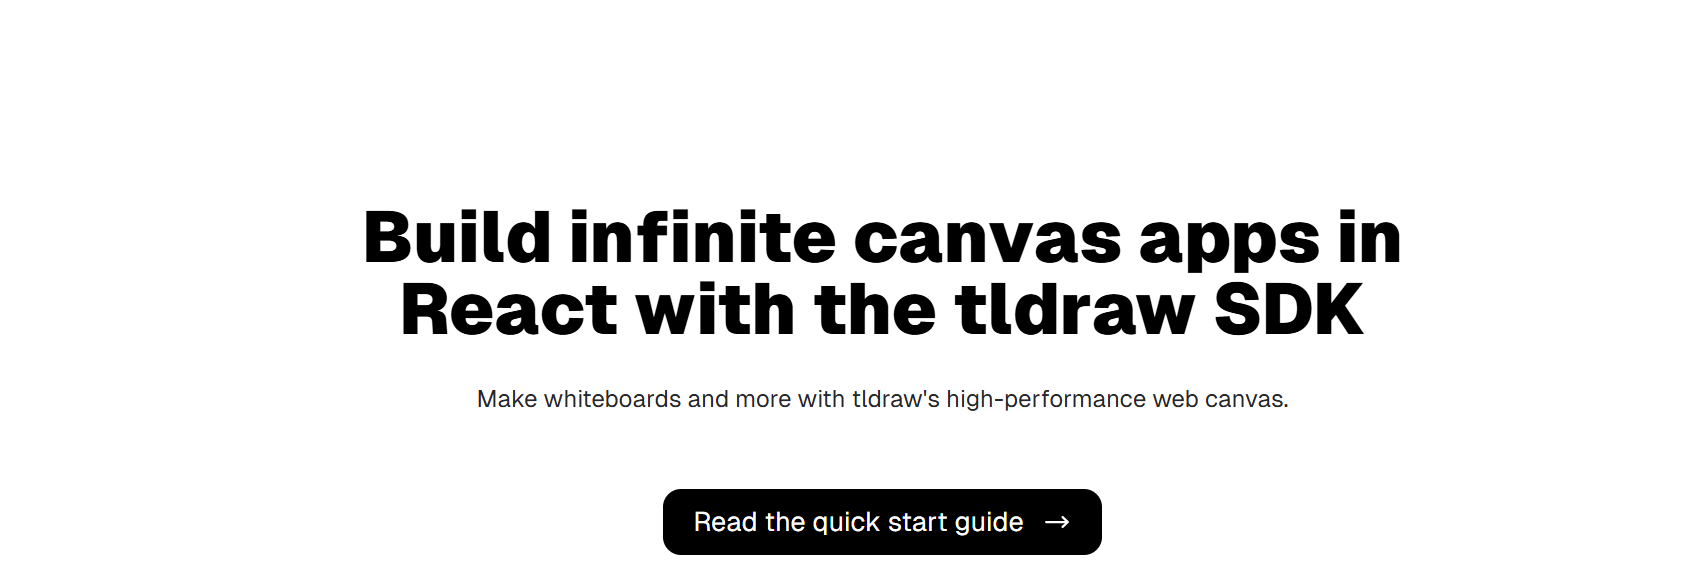 Build infinite canvas apps in
React with the tldraw SDK
Make whiteboards and more with tldraw's high-performance web canvas.
Read the quick start guide →